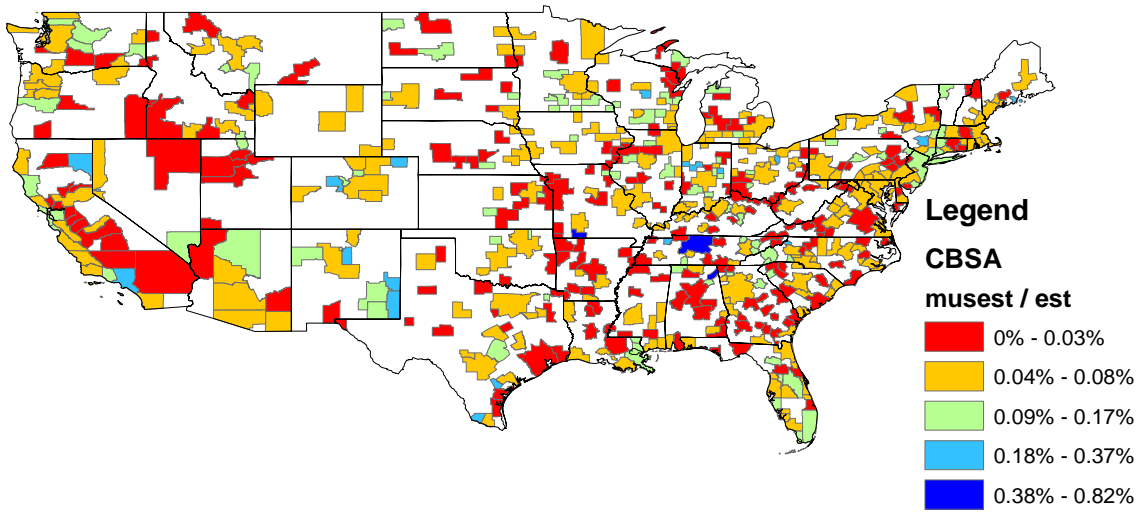 Legend
CBSA
musest / est
0% - 0.03%
0.04% - 0.08%
0.09% - 0.17%
0.18% - 0.37%
0.38% - 0.82%